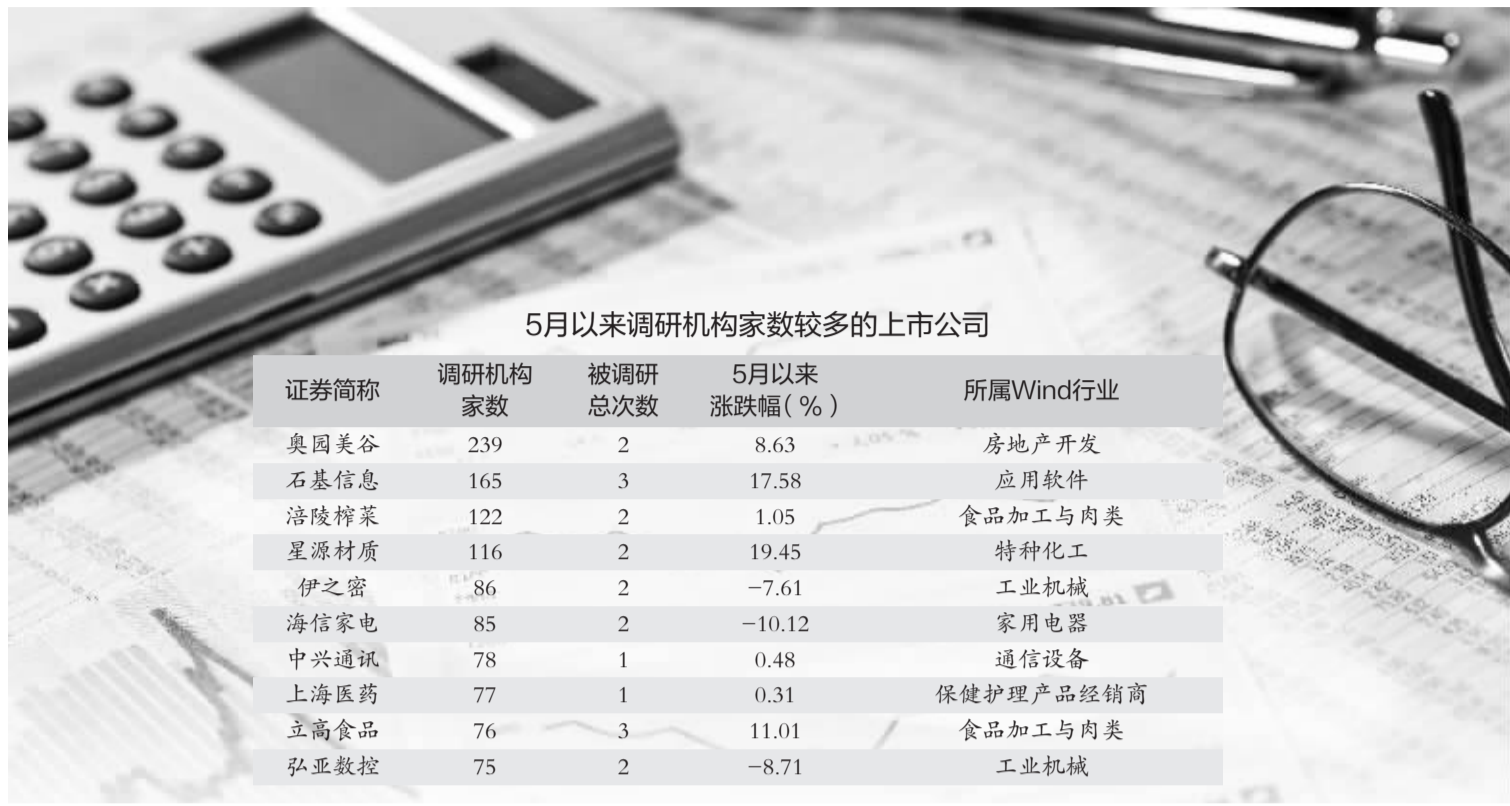 5月以来调研机构家数较多的上市公司
证券简称 调研机构家数 被调研总次数 5月以来涨跌幅(%) 所属Wind行业
奥园美谷 239 2 8.63 房地产开发
石基信息 165 3 17.58 应用软件
涪陵榨菜 122 2 1.05 食品加工与肉类
星源材质 116 2 19.45 特种化工
伊之密 86 2 −7.61 工业机械
海信家电 85 2 −10.12 家用电器
中兴通讯 78 1 0.48 通信设备
上海医药 77 1 0.31 保健护理产品经销商
立高食品 76 3 11.01 食品加工与肉类
弘亚数控 75 2 −8.71 工业机械